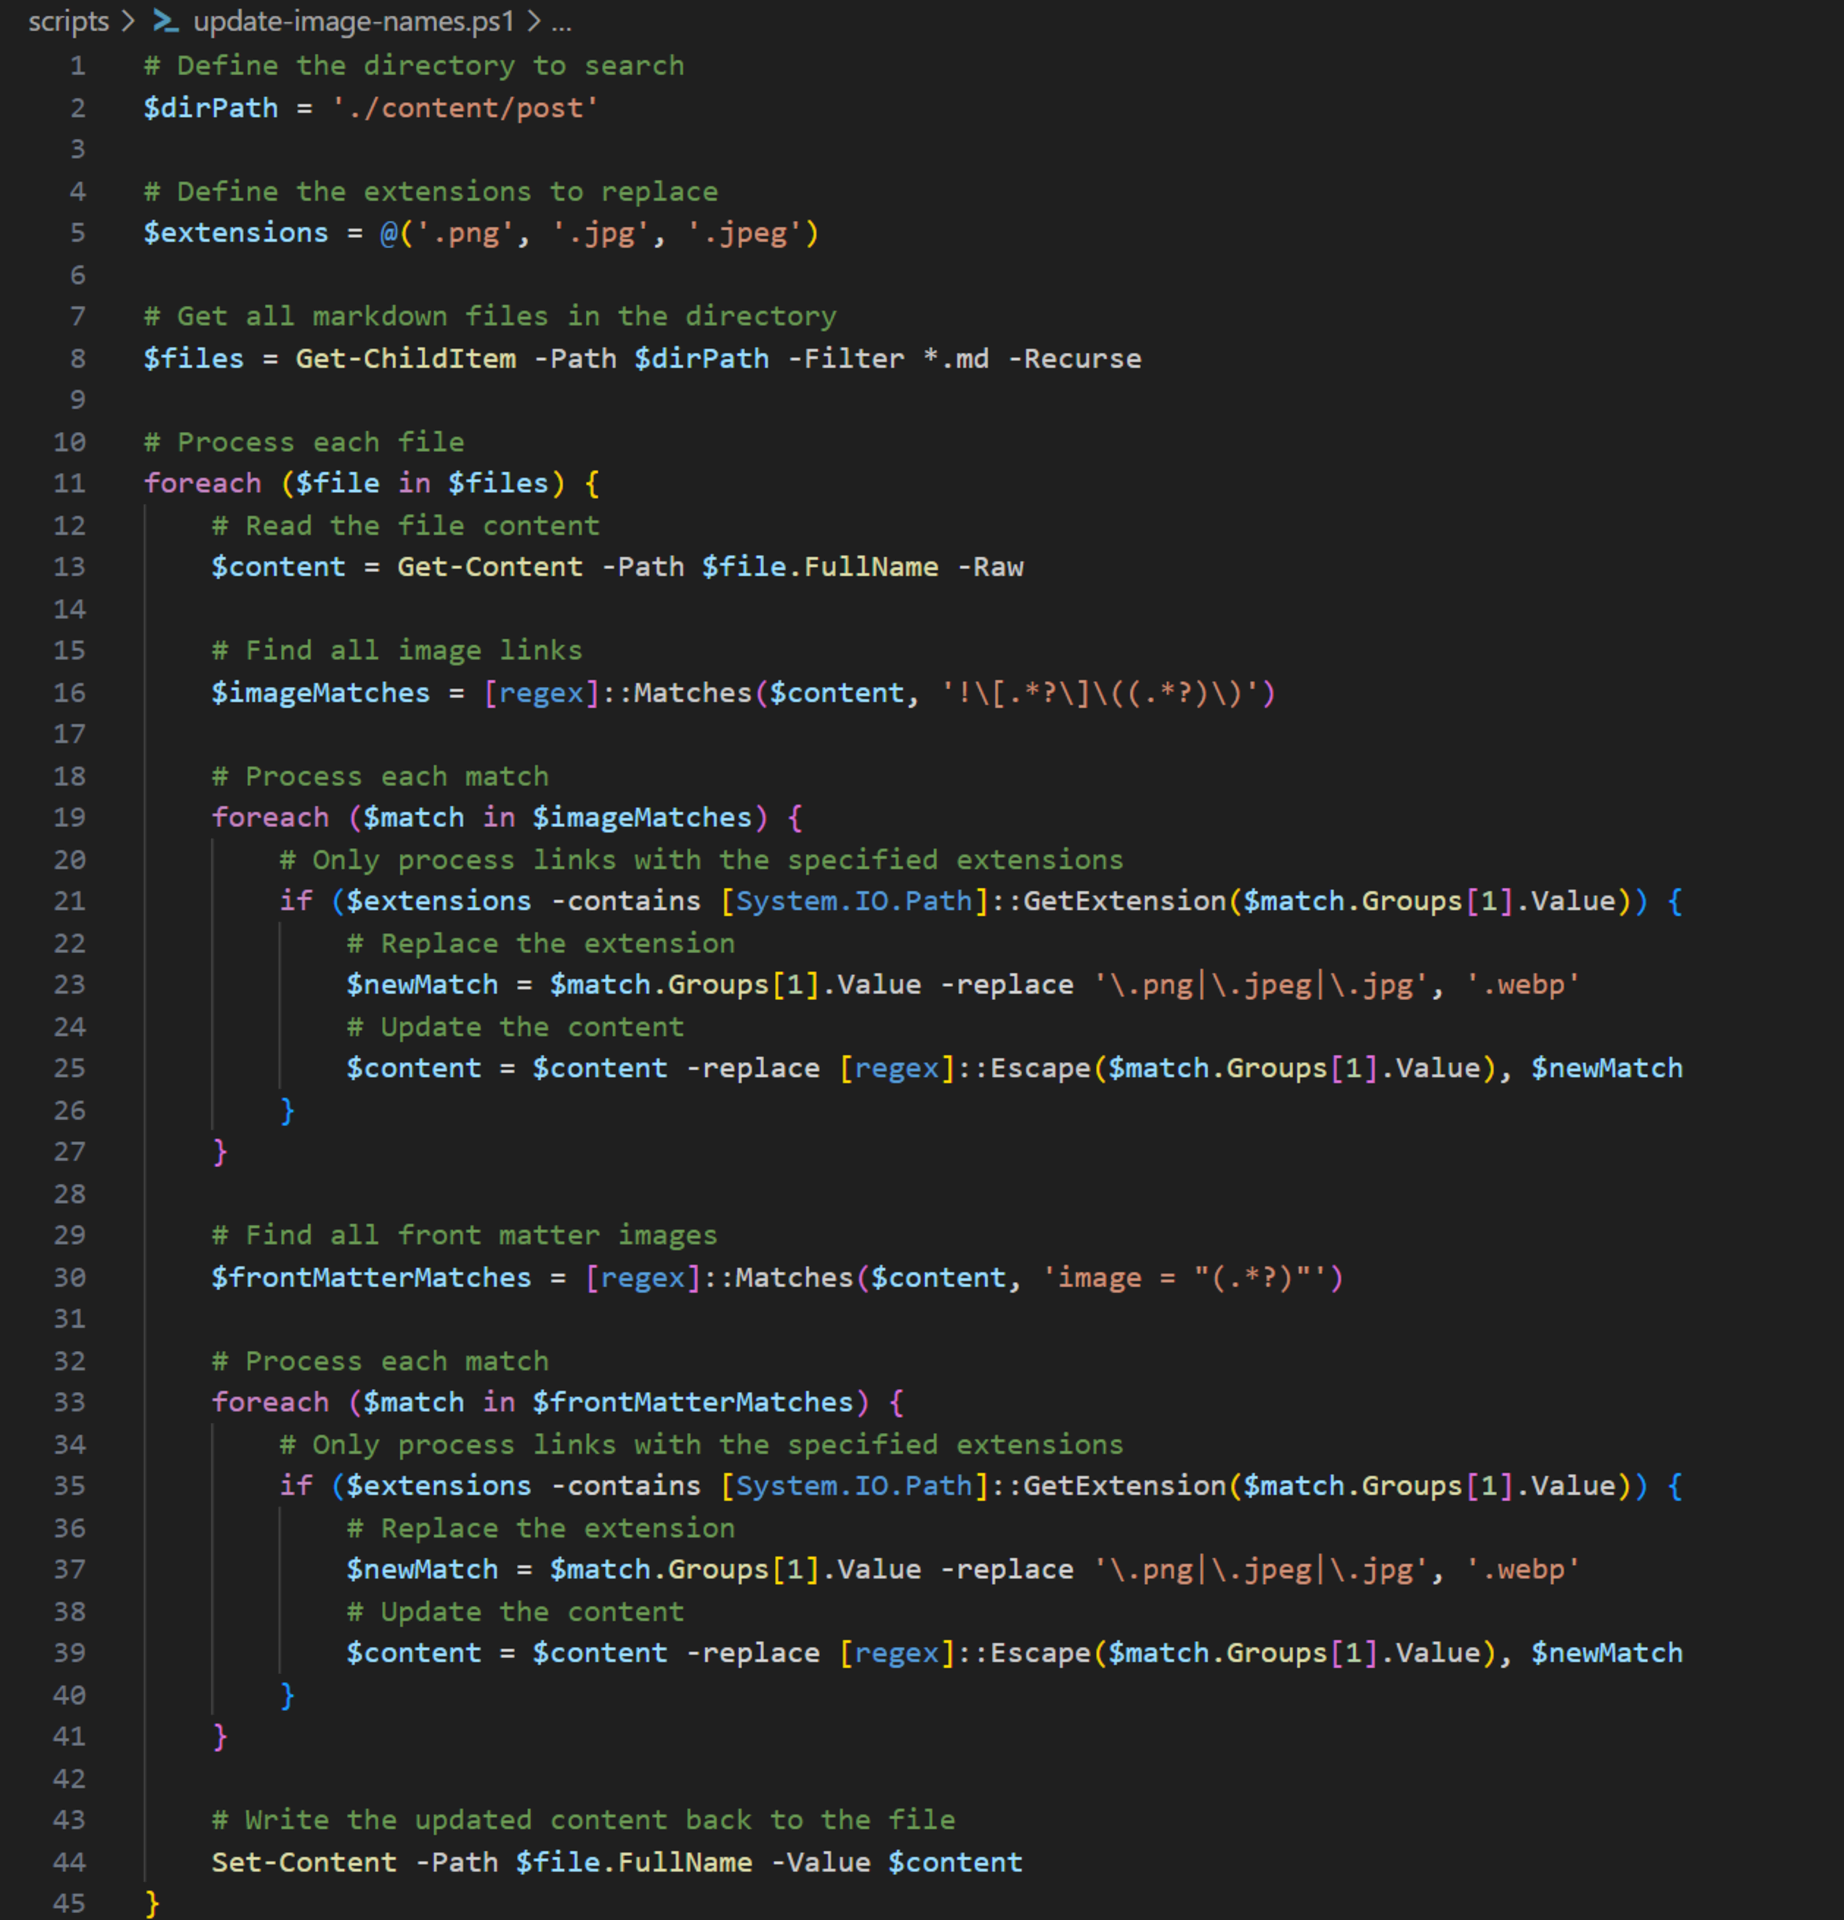 scripts > update-image-names.ps1 > ...
1 # Define the directory to search
2 $dirPath = './content/post'
3
4 # Define the extensions to replace
5 $extensions = @('.png', '.jpg', '.jpeg')
6
7 # Get all markdown files in the directory
8 $files = Get-ChildItem -Path $dirPath -Filter *.md -Recurse
9
10 # Process each file
11 foreach ($file in $files) {
12     # Read the file content
13     $content = Get-Content -Path $file.FullName -Raw
14
15     # Find all image links
16     $imageMatches = [regex]::Matches($content, '!\[.*?\]\((.*?)\)')
17
18     # Process each match
19     foreach ($match in $imageMatches) {
20         # Only process links with the specified extensions
21         if ($extensions -contains [System.IO.Path]::GetExtension($match.Groups[1].Value)) {
22             # Replace the extension
23             $newMatch = $match.Groups[1].Value -replace '\.png|\.jpeg|\.jpg', '.webp'
24             # Update the content
25             $content = $content -replace [regex]::Escape($match.Groups[1].Value), $newMatch
26         }
27     }
28
29     # Find all front matter images
30     $frontMatterMatches = [regex]::Matches($content, 'image = "(.*?)"')
31
32     # Process each match
33     foreach ($match in $frontMatterMatches) {
34         # Only process links with the specified extensions
35         if ($extensions -contains [System.IO.Path]::GetExtension($match.Groups[1].Value)) {
36             # Replace the extension
37             $newMatch = $match.Groups[1].Value -replace '\.png|\.jpeg|\.jpg', '.webp'
38             # Update the content
39             $content = $content -replace [regex]::Escape($match.Groups[1].Value), $newMatch
40         }
41     }
42
43     # Write the updated content back to the file
44     Set-Content -Path $file.FullName -Value $content
45 }